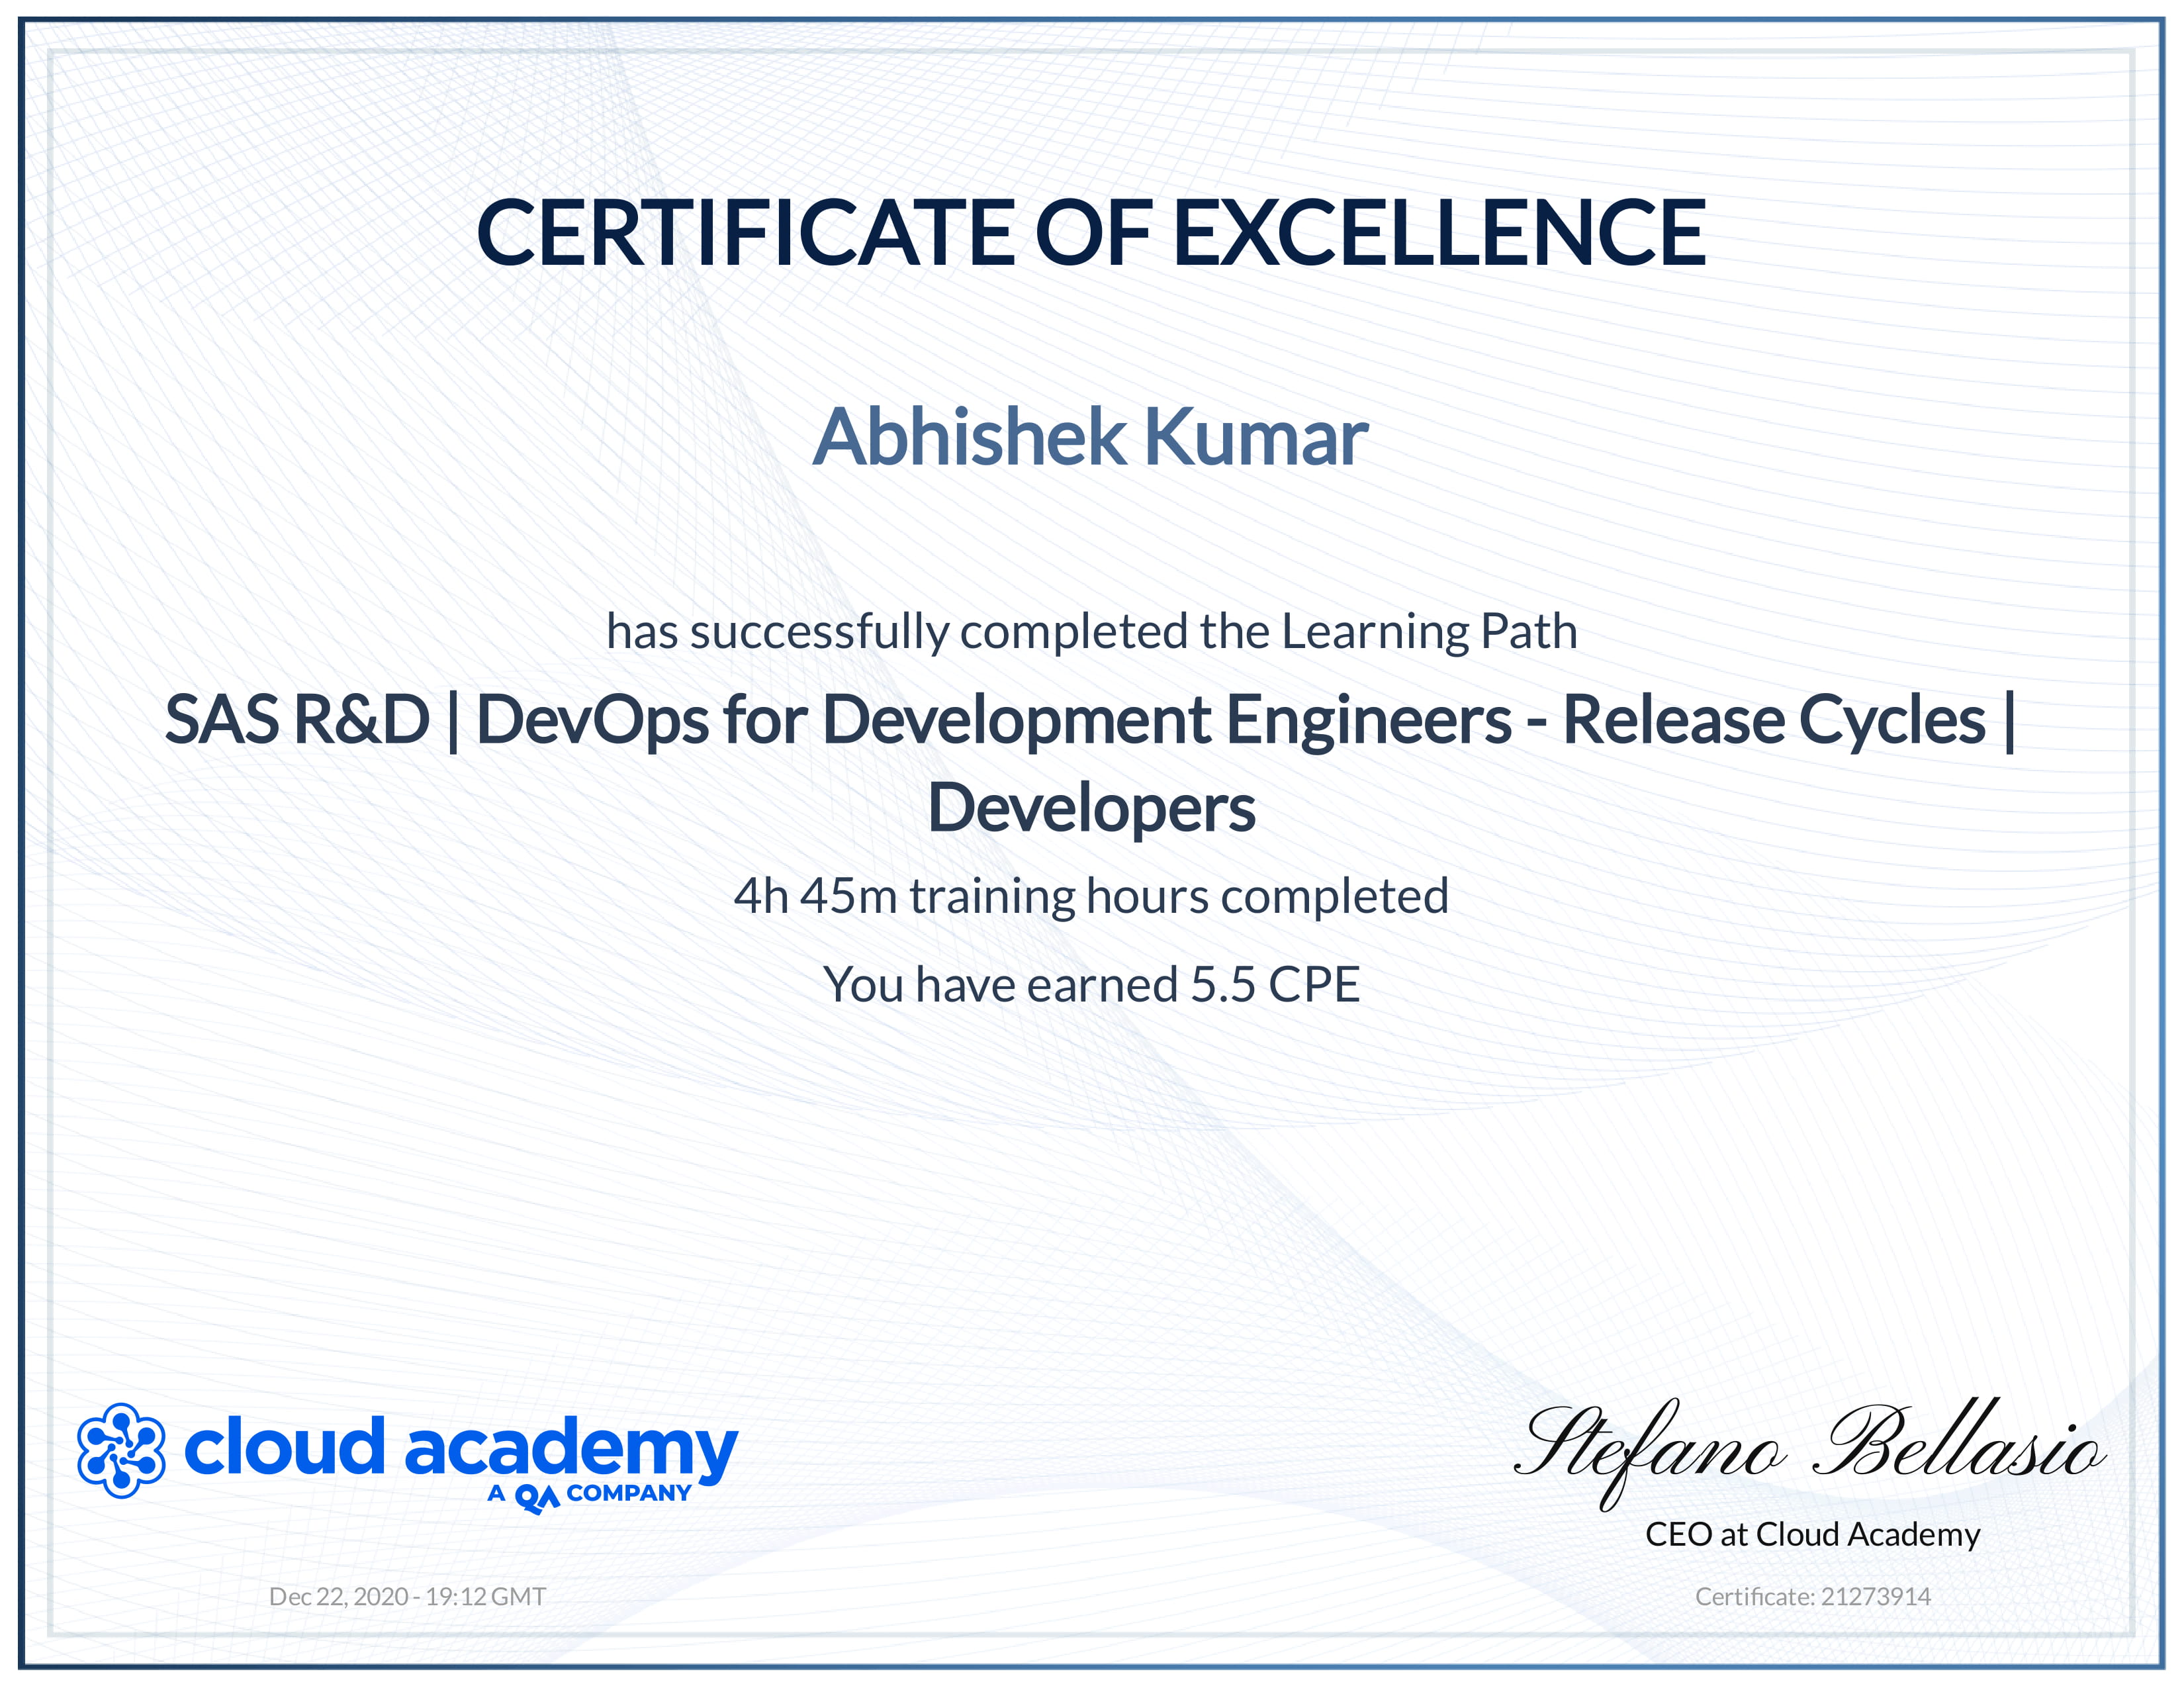 CERTIFICATE OF EXCELLENCE
Abhishek Kumar
has successfully completed the Learning Path
SAS R&D | DevOps for Development Engineers - Release Cycles |
Developers
4h 45m training hours completed
You have earned 5.5 CPE
cloud academy
A QA COMPANY
Stefano Bellasio
CEO at Cloud Academy
Dec 22, 2020 - 19:12 GMT
Certificate: 21273914